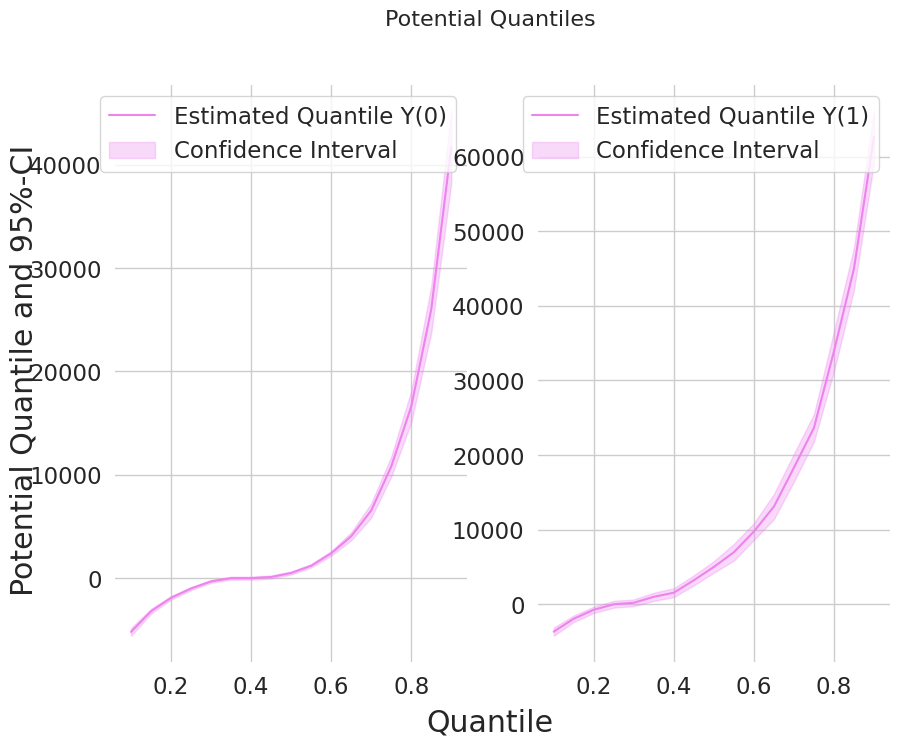 Potential Quantiles
Estimated Quantile Y(0)
Confidence Interval
Estimated Quantile Y(1)
Confidence Interval
Potential Quantile and 95%-CI
40000
30000
20000
10000
0
60000
50000
40000
30000
20000
10000
0
0.2 0.4 0.6 0.8
0.2 0.4 0.6 0.8
Quantile